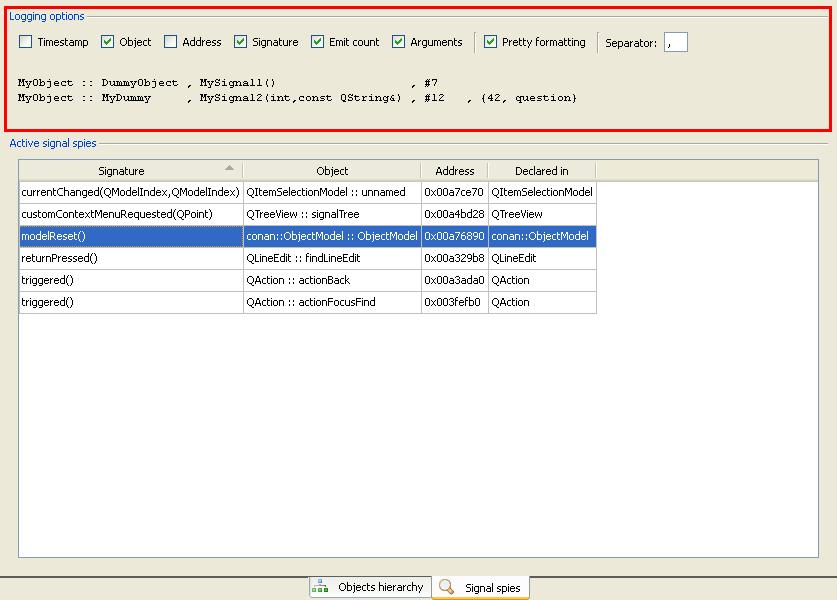 Logging options
Timestamp Object Address Signature Emit count Arguments Pretty formatting Separator: ,
MyObject :: DummyObject , MySignal1() , #7
MyObject :: MyDummy , MySignal2(int,const QString&) , #12 , {42, question}
Active signal spies
Signature Object Address Declared in
currentChanged(QModelIndex,QModelIndex) QItemSelectionModel :: unnamed 0x00a7ce70 QItemSelectionModel
customContextMenuRequested(QPoint) QTreeView :: signalTree 0x00a4bd28 QTreeView
modelReset() conan::ObjectModel :: ObjectModel 0x00a76890 conan::ObjectModel
returnPressed() QLineEdit :: findLineEdit 0x00a329b8 QLineEdit
triggered() QAction :: actionBack 0x00a3ada0 QAction
triggered() QAction :: actionFocusFind 0x003fefb0 QAction
Objects hierarchy Signal spies